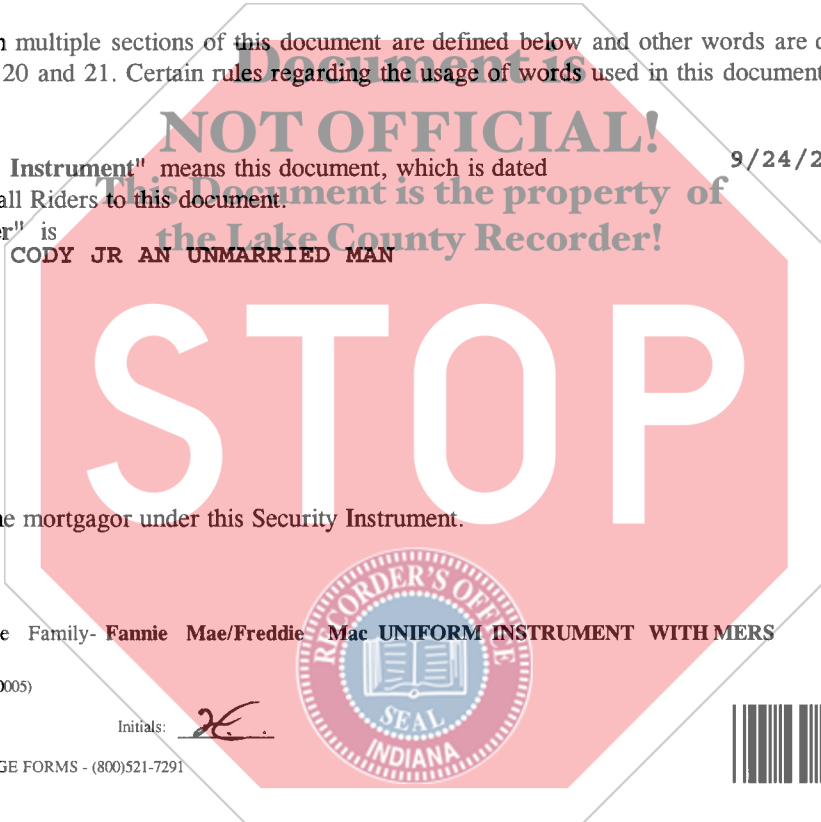 multiple sections of this document are defined below and other words are
Document is
20 and 21. Certain rules regarding the usage of words used in this document
NOT OFFICIAL!
Instrument" means this document, which is dated 9/24/2
This Document is the property of
all Riders to this document.
er" is
the Lake County Recorder!
CODY JR AN UNMARRIED MAN
STOP
mortgagor under this Security Instrument.
RECORDER'S OFFICE
Family- Fannie Mae/Freddie Mac UNIFORM INSTRUMENT WITH MERS
0005)
SEAL
Initials:
INDIANA
GE FORMS - (800)521-7291